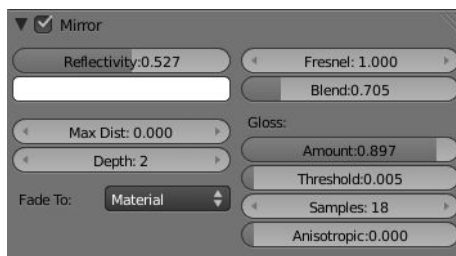 Mirror
Reflectivity:0.527
Fresnel: 1.000
Blend:0.705
Max Dist: 0.000
Depth: 2
Fade To: Material
Gloss:
Amount:0.897
Threshold:0.005
Samples: 18
Anisotropic:0.000